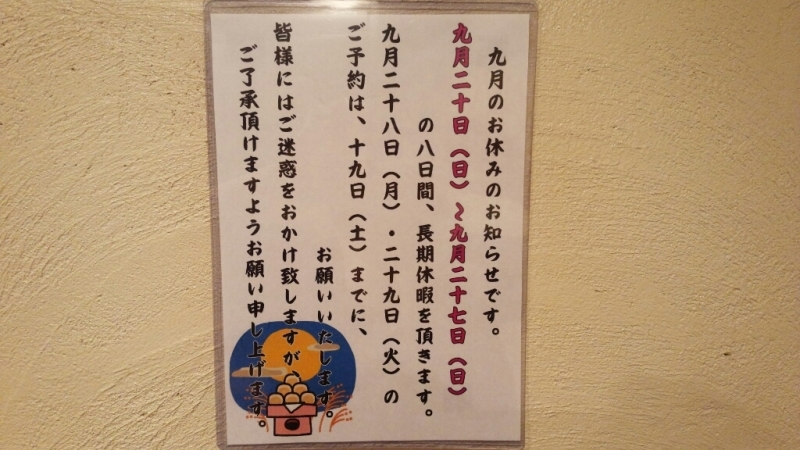 九月のお休みのお知らせです。
九月二十日（日）～九月二十七日（日）
の八日間、長期休暇を頂きます。
九月二十八日（月）・二十九日（火）の
ご予約は、十九日（土）までに、
お願いいたします。
皆様にはご迷惑をおかけ致しますが、
ご了承頂けますようお願い申し上げます。